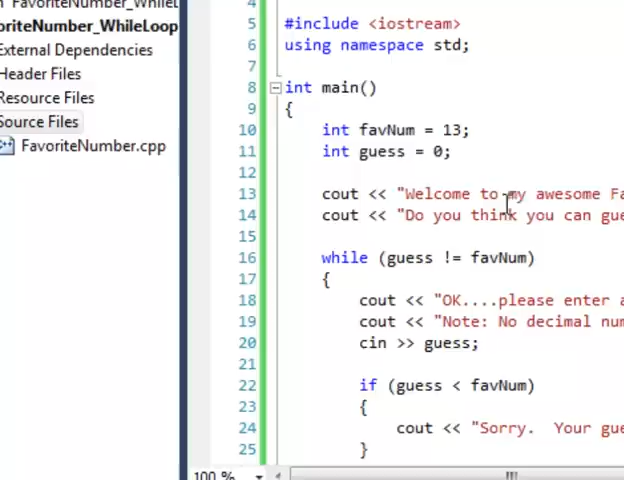 FavoriteNumber_WhileL
oriteNumber_WhileLoop
External Dependencies
Header Files
Resource Files
Source Files
FavoriteNumber.cpp
4
5 #include <iostream>
6 using namespace std;
7
8 int main()
9 {
10 int favNum = 13;
11 int guess = 0;
12
13 cout << "Welcome to my awesome Fa
14 cout << "Do you think you can gue
15
16 while (guess != favNum)
17 {
18 cout << "OK....please enter a
19 cout << "Note: No decimal num
20 cin >> guess;
21
22 if (guess < favNum)
23 {
24 cout << "Sorry.  Your gue
25 }
100 %